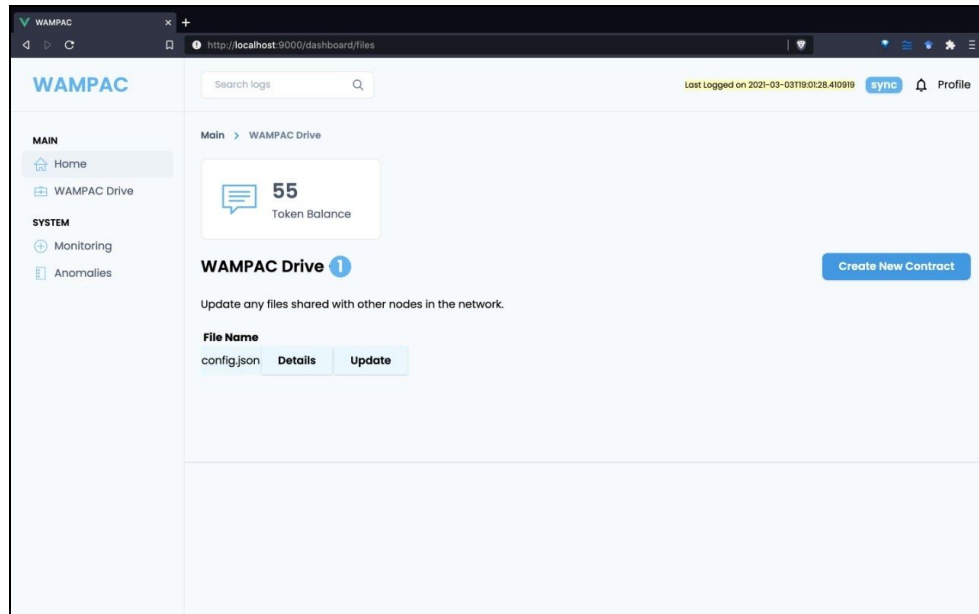 WAMPAC
http://localhost:9000/dashboard/files
WAMPAC
Search logs
Last Logged on 2021-03-03T19:01:28.410919
sync
Profile
MAIN
Home
WAMPAC Drive
SYSTEM
Monitoring
Anomalies
Main > WAMPAC Drive
55
Token Balance
WAMPAC Drive 1
Create New Contract
Update any files shared with other nodes in the network.
File Name
config.json Details Update